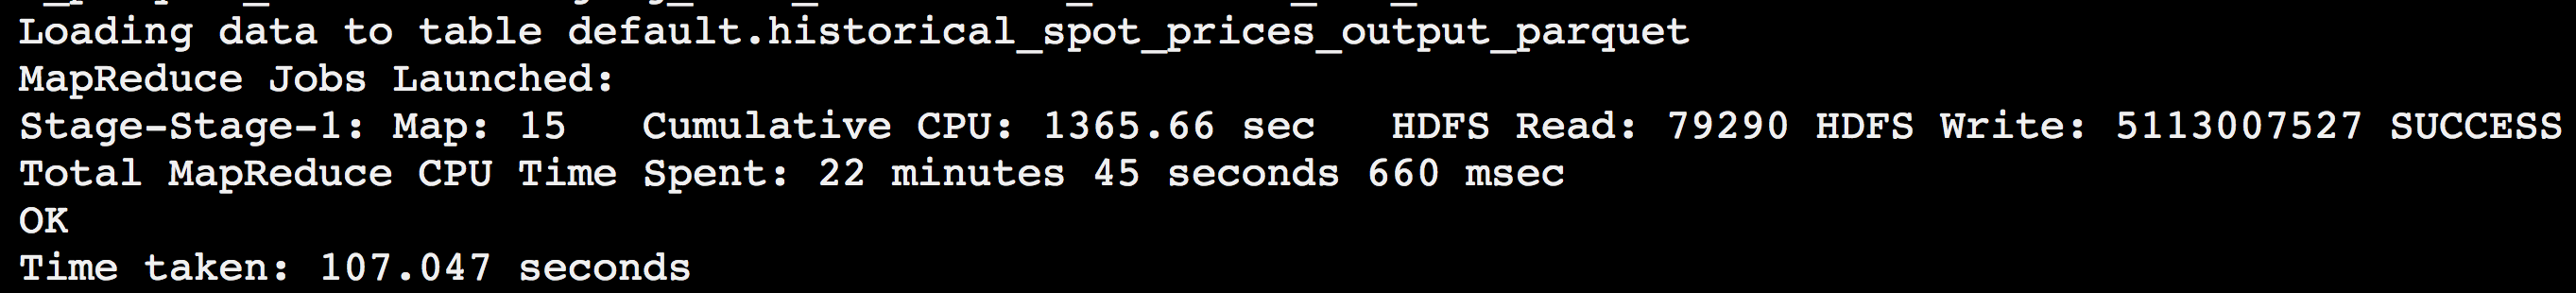 Loading data to table default.historical_spot_prices_output_parquet
MapReduce Jobs Launched:
Stage-Stage-1: Map: 15   Cumulative CPU: 1365.66 sec   HDFS Read: 79290 HDFS Write: 5113007527 SUCCESS
Total MapReduce CPU Time Spent: 22 minutes 45 seconds 660 msec
OK
Time taken: 107.047 seconds